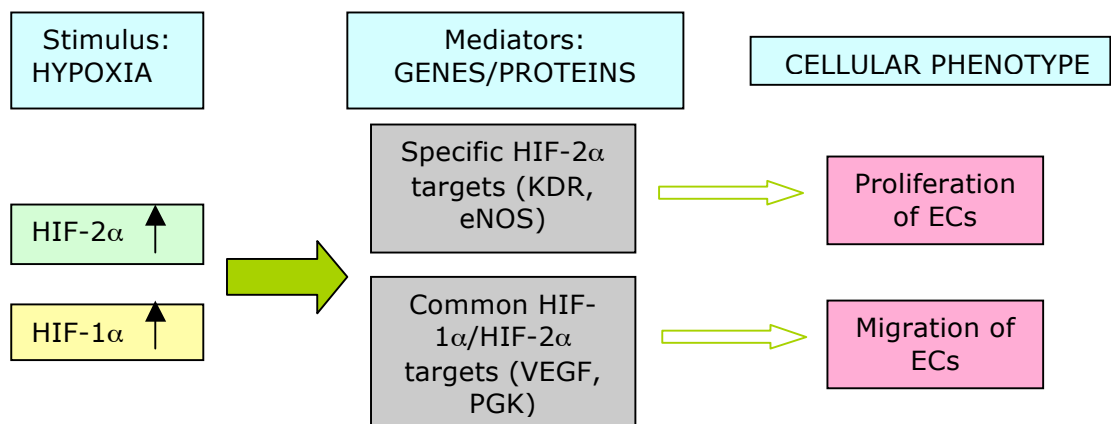 Stimulus:
HYPOXIA
Mediators:
GENES/PROTEINS
CELLULAR PHENOTYPE
HIF-2α
HIF-1α
Specific HIF-2α
targets (KDR,
eNOS)
Proliferation
of ECs
Common HIF-
1α/HIF-2α
targets (VEGF,
PGK)
Migration of
ECs